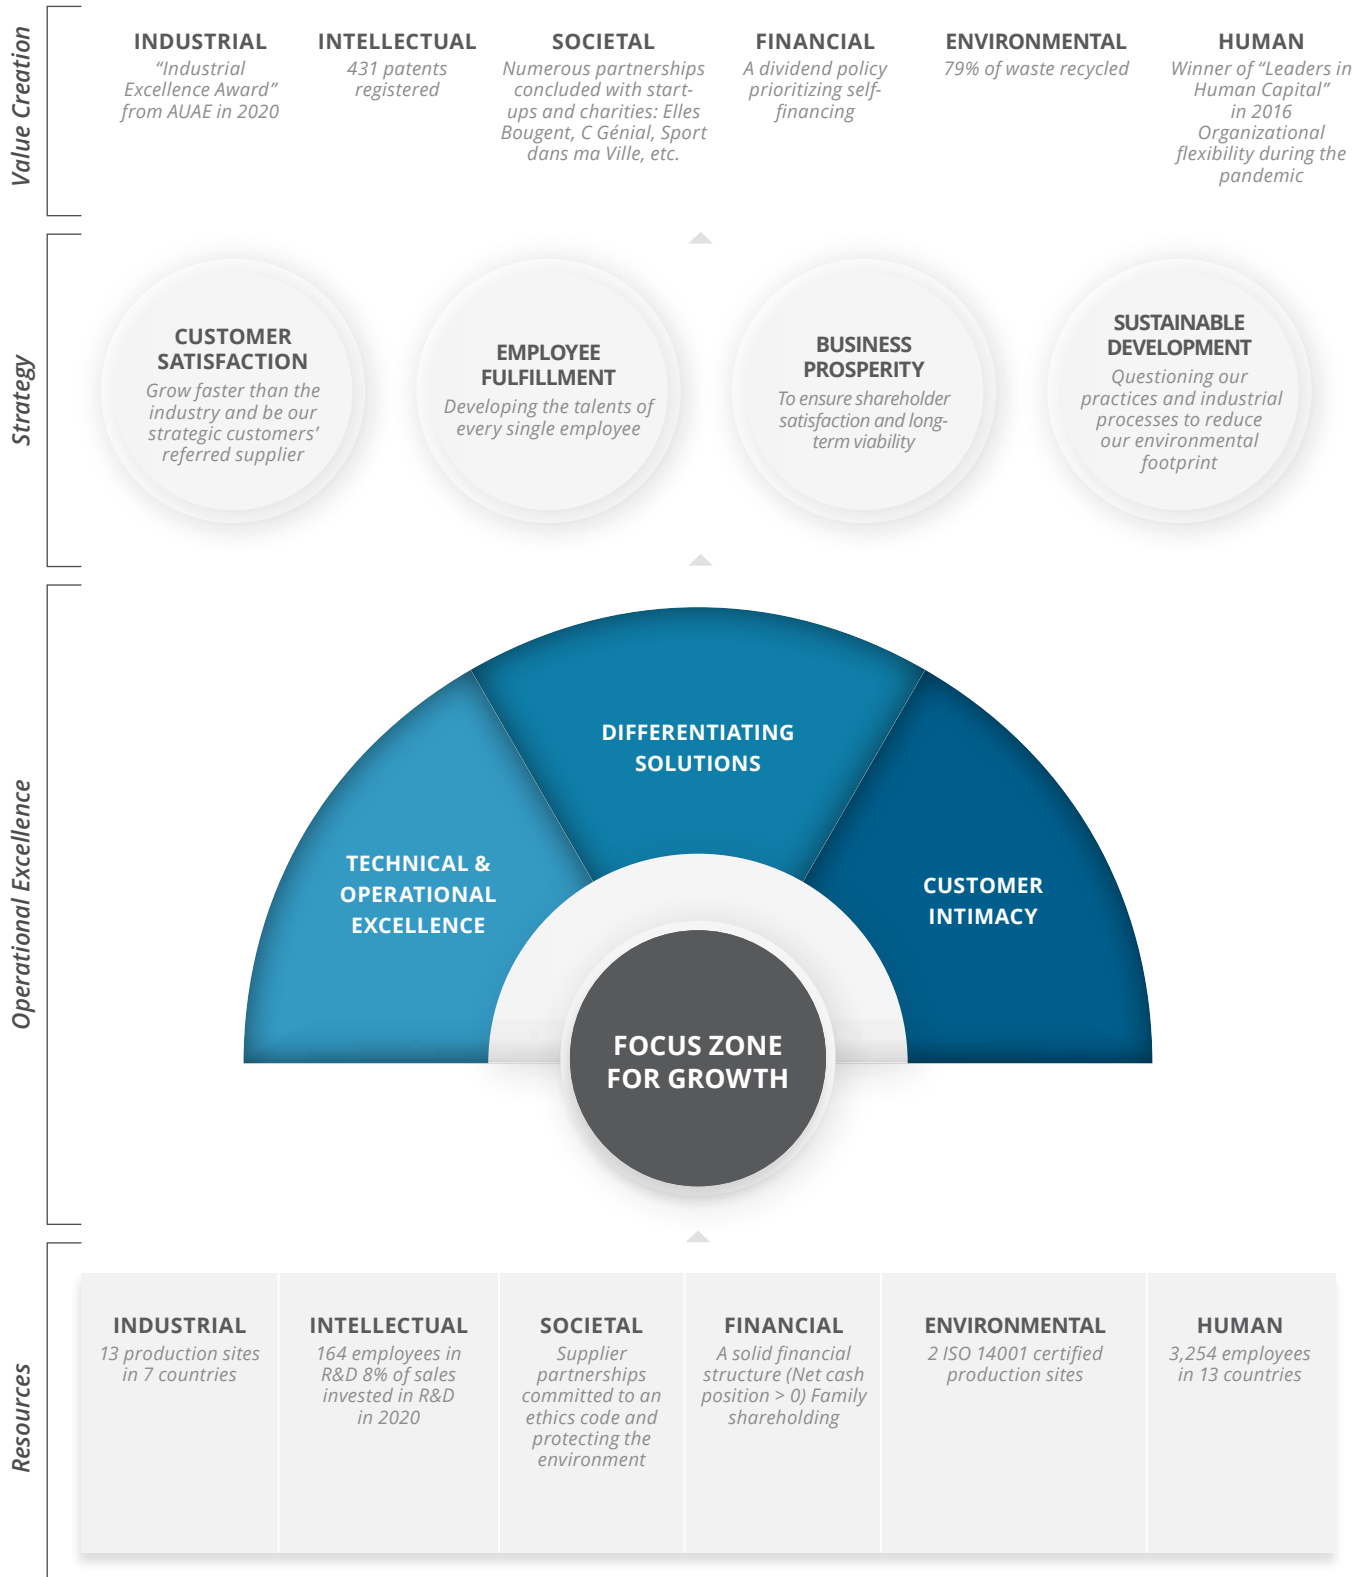 Value Creation
INDUSTRIAL
“Industrial
Excellence Award”
from AUAE in 2020
INTELLECTUAL
431 patents
registered
SOCIETAL
Numerous partnerships
concluded with start-
ups and charities: Elles
Bougent, C Génial, Sport
dans ma Ville, etc.
FINANCIAL
A dividend policy
prioritizing self-
financing
ENVIRONMENTAL
79% of waste recycled
HUMAN
Winner of “Leaders in
Human Capital”
in 2016
Organizational
flexibility during the
pandemic
Strategy
CUSTOMER
SATISFACTION
Grow faster than the
industry and be our
strategic customers’
referred supplier
EMPLOYEE
FULFILLMENT
Developing the talents of
every single employee
BUSINESS
PROSPERITY
To ensure shareholder
satisfaction and long-
term viability
SUSTAINABLE
DEVELOPMENT
Questioning our
practices and industrial
processes to reduce
our environmental
footprint
Operational Excellence
TECHNICAL &
OPERATIONAL
EXCELLENCE
DIFFERENTIATING
SOLUTIONS
CUSTOMER
INTIMACY
FOCUS ZONE
FOR GROWTH
Resources
INDUSTRIAL
13 production sites
in 7 countries
INTELLECTUAL
164 employees in
R&D 8% of sales
invested in R&D
in 2020
SOCIETAL
Supplier
partnerships
committed to an
ethics code and
protecting the
environment
FINANCIAL
A solid financial
structure (Net cash
position > 0) Family
shareholding
ENVIRONMENTAL
2 ISO 14001 certified
production sites
HUMAN
3,254 employees
in 13 countries